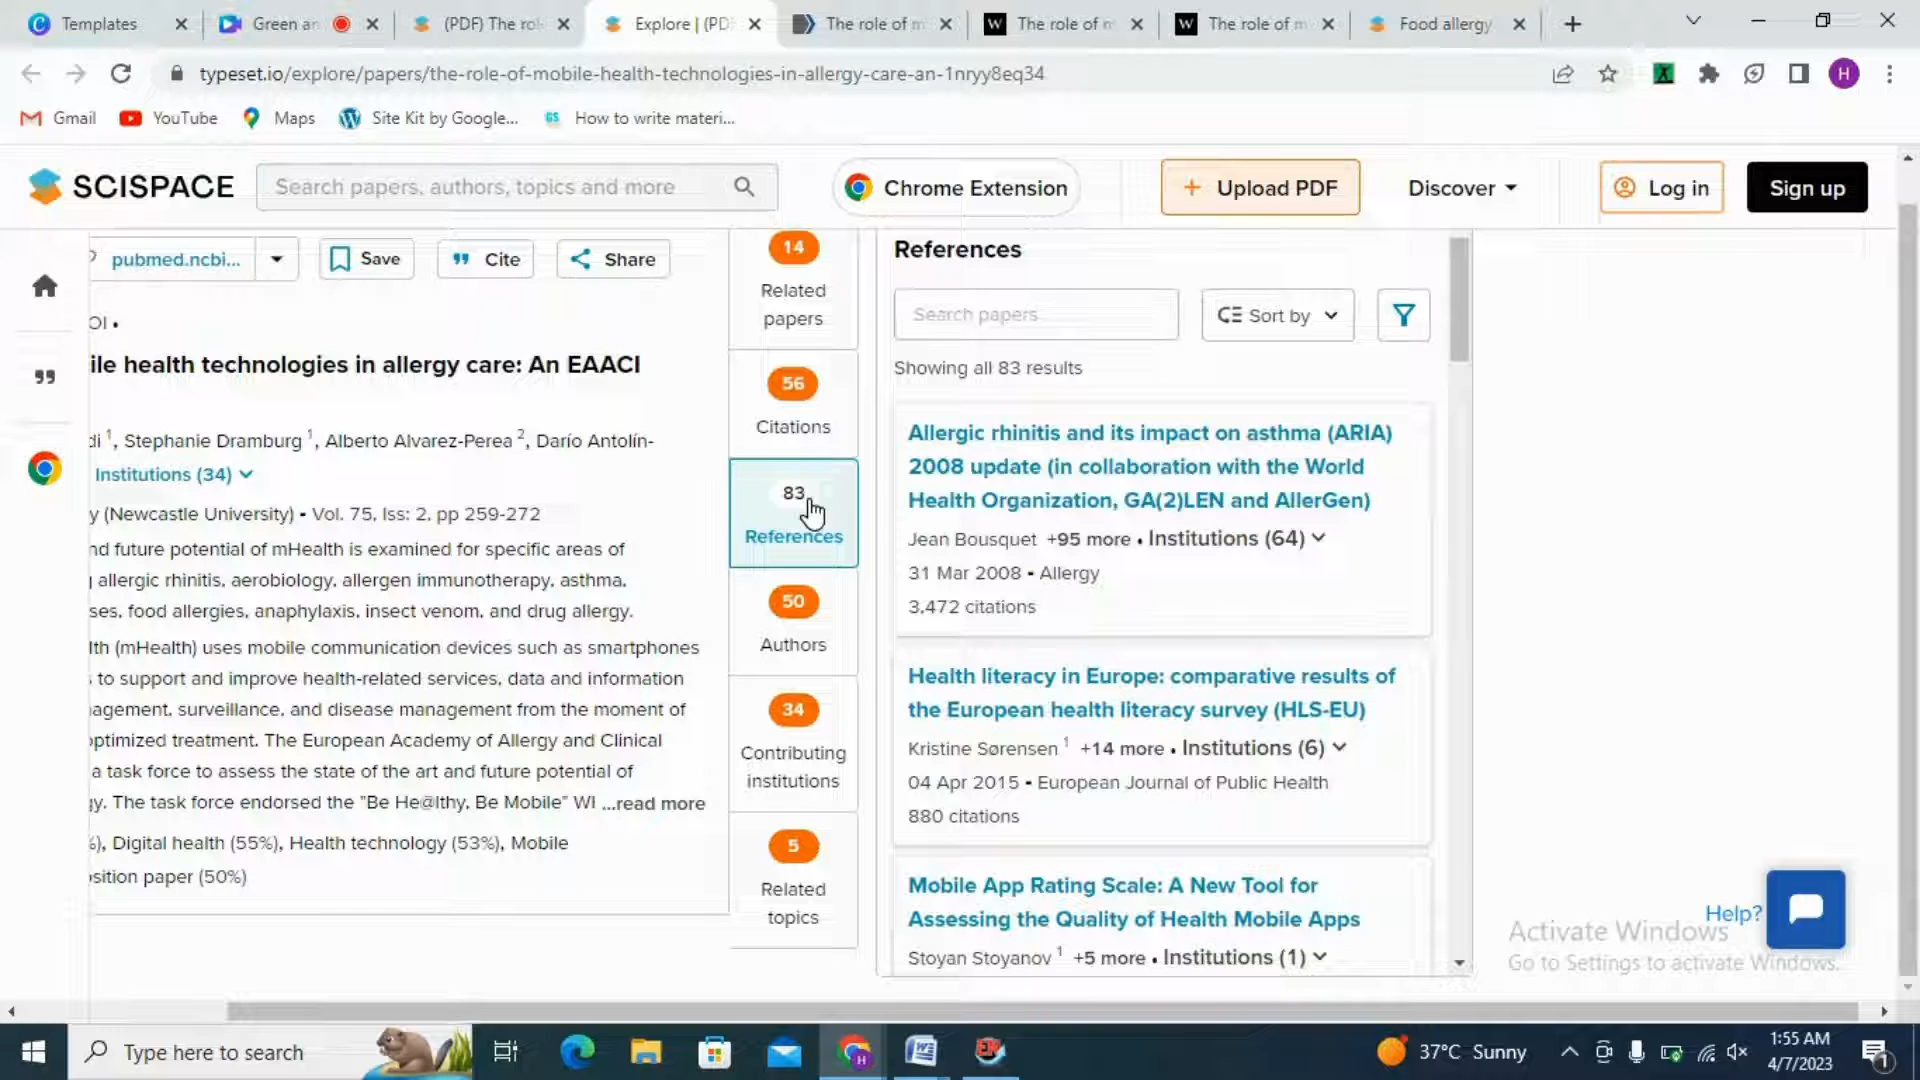 Templates
Green an
(PDF) The rol
Explore | (PD
The role of m
The role of m
The role of m
Food allergy
typeset.io/explore/papers/the-role-of-mobile-health-technologies-in-allergy-care-an-1nryy8eq34
H
Gmail
YouTube
Maps
Site Kit by Google...
How to write materi...
SCISPACE
Search papers, authors, topics and more
Chrome Extension
+ Upload PDF
Discover
Log in
Sign up
pubmed.ncbi...
Save
Cite
Share
OI •
ile health technologies in allergy care: An EAACI
di 1, Stephanie Dramburg 1, Alberto Alvarez-Perea 2, Darío Antolín-
Institutions (34)
y (Newcastle University) • Vol. 75, Iss: 2, pp 259-272
nd future potential of mHealth is examined for specific areas of
allergic rhinitis, aerobiology, allergen immunotherapy, asthma,
ses, food allergies, anaphylaxis, insect venom, and drug allergy.
lth (mHealth) uses mobile communication devices such as smartphones
to support and improve health-related services, data and information
agement, surveillance, and disease management from the moment of
optimized treatment. The European Academy of Allergy and Clinical
a task force to assess the state of the art and future potential of
gy. The task force endorsed the "Be He@lthy, Be Mobile" WI ...read more
%), Digital health (55%), Health technology (53%), Mobile
sition paper (50%)
14
Related
papers
56
Citations
83
References
50
Authors
34
Contributing
institutions
5
Related
topics
References
Search papers
Sort by
Showing all 83 results
Allergic rhinitis and its impact on asthma (ARIA)
2008 update (in collaboration with the World
Health Organization, GA(2)LEN and AllerGen)
Jean Bousquet +95 more • Institutions (64)
31 Mar 2008 • Allergy
3,472 citations
Health literacy in Europe: comparative results of
the European health literacy survey (HLS-EU)
Kristine Sørensen 1 +14 more • Institutions (6)
04 Apr 2015 • European Journal of Public Health
880 citations
Mobile App Rating Scale: A New Tool for
Assessing the Quality of Health Mobile Apps
Stoyan Stoyanov 1 +5 more • Institutions (1)
Help?
Activate Windows
Go to Settings to activate Windows.
Type here to search
37°C Sunny
1:55 AM
4/7/2023
1